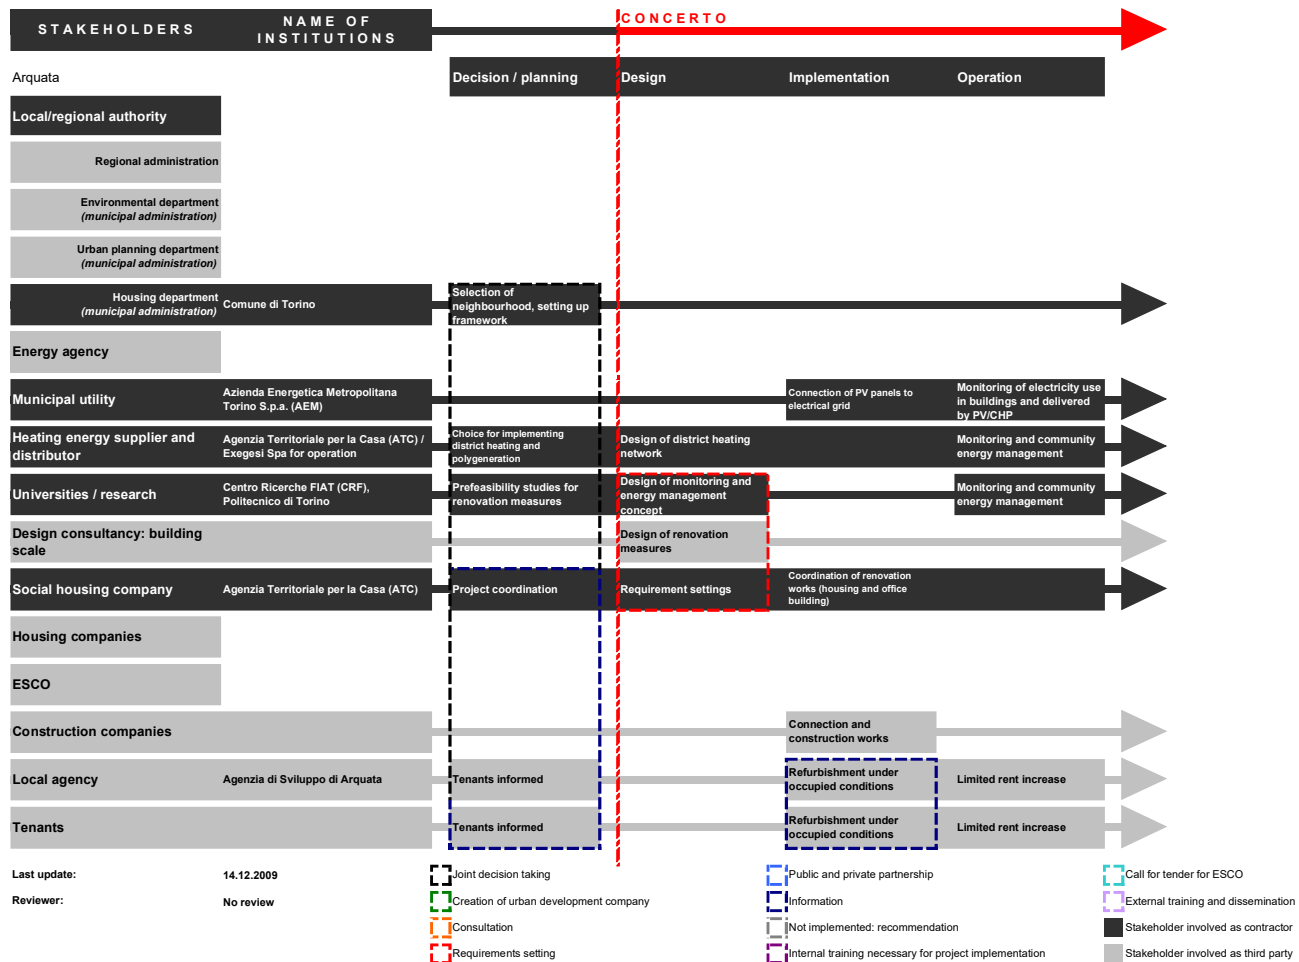 STAKEHOLDERS
NAME OF
INSTITUTIONS
CONCERTO
Arquata
Decision / planning
Design
Implementation
Operation
Local/regional authority
Regional administration
Environmental department
(municipal administration)
Urban planning department
(municipal administration)
Housing department
(municipal administration)
Comune di Torino
Selection of
neighbourhood, setting up
framework
Energy agency
Municipal utility
Azienda Energetica Metropolitana
Torino S.p.a. (AEM)
Connection of PV panels to
electrical grid
Monitoring of electricity use
in buildings and delivered
by PV/CHP
Heating energy supplier and
distributor
Agenzia Territoriale per la Casa (ATC) /
Exegesi Spa for operation
Choice for implementing
district heating and
polygeneration
Design of district heating
network
Monitoring and community
energy management
Universities / research
Centro Ricerche FIAT (CRF),
Politecnico di Torino
Prefeasibility studies for
renovation measures
Design of monitoring and
energy management
concept
Monitoring and community
energy management
Design consultancy: building
scale
Design of renovation
measures
Social housing company
Agenzia Territoriale per la Casa (ATC)
Project coordination
Requirement settings
Coordination of renovation
works (housing and office
building)
Housing companies
ESCO
Construction companies
Connection and
construction works
Local agency
Agenzia di Sviluppo di Arquata
Tenants informed
Refurbishment under
occupied conditions
Limited rent increase
Tenants
Tenants informed
Refurbishment under
occupied conditions
Limited rent increase
Last update:
14.12.2009
Reviewer:
No review
Joint decision taking
Creation of urban development company
Consultation
Requirements setting
Public and private partnership
Information
Not implemented: recommendation
Internal training necessary for project implementation
Call for tender for ESCO
External training and dissemination
Stakeholder involved as contractor
Stakeholder involved as third party